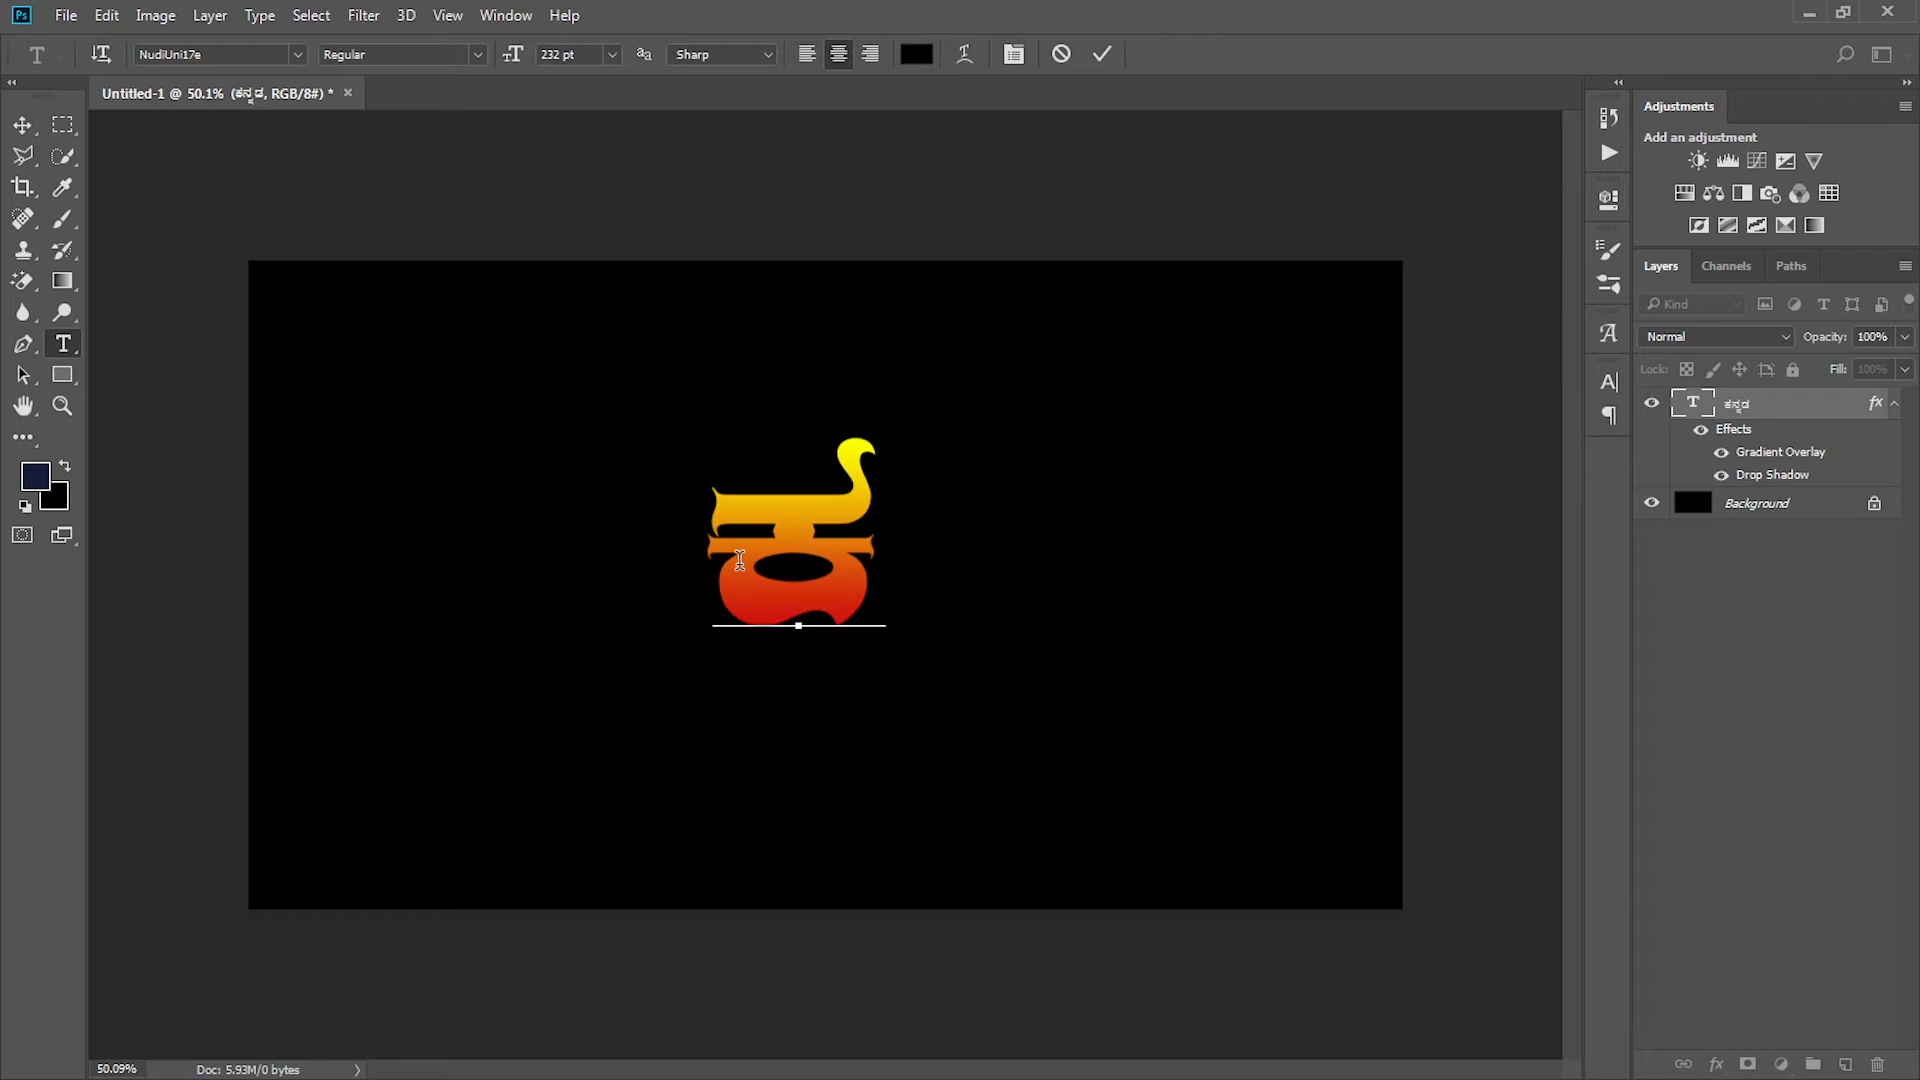 Ps File Edit Image Layer Type Select Filter 3D View Window Help
NudiUni17e Regular 232 pt Sharp
Untitled-1 @ 50.1% (ಕನ್ನಡ, RGB/8#) *
ಕ
Adjustments
Add an adjustment
Layers Channels Paths
Kind
Normal Opacity: 100%
Lock: Fill: 100%
T ಕನ್ನಡ fx
Effects
Gradient Overlay
Drop Shadow
Background
50.09% Doc: 5.93M/0 bytes